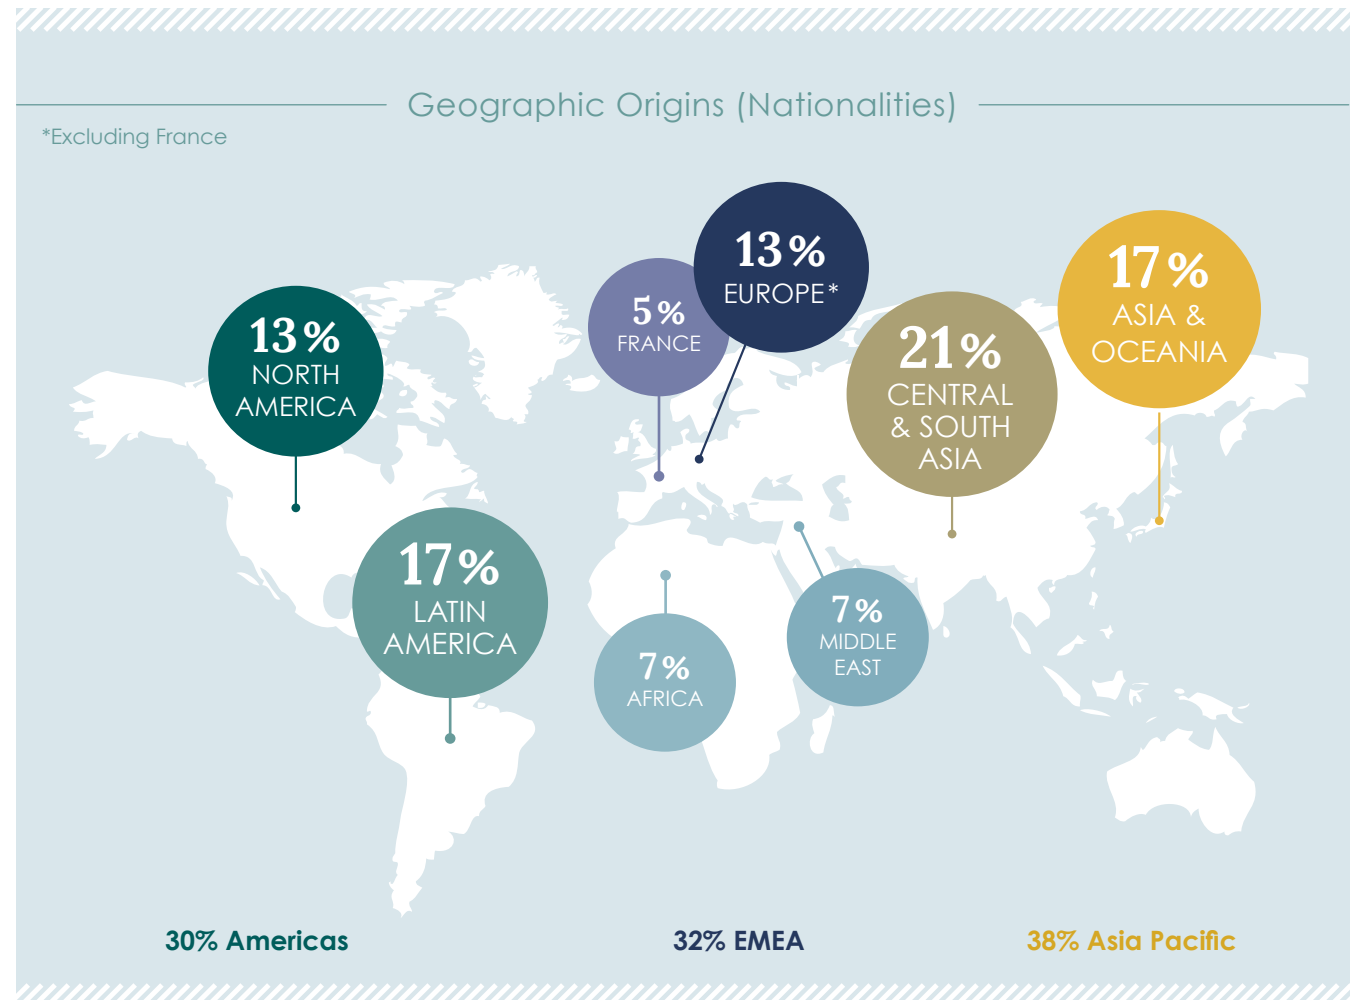 Geographic Origins (Nationalities)
*Excluding France
13%
NORTH
AMERICA
17%
LATIN
AMERICA
5%
FRANCE
13%
EUROPE*
7%
AFRICA
7%
MIDDLE
EAST
21%
CENTRAL
& SOUTH
ASIA
17%
ASIA &
OCEANIA
30% Americas
32% EMEA
38% Asia Pacific